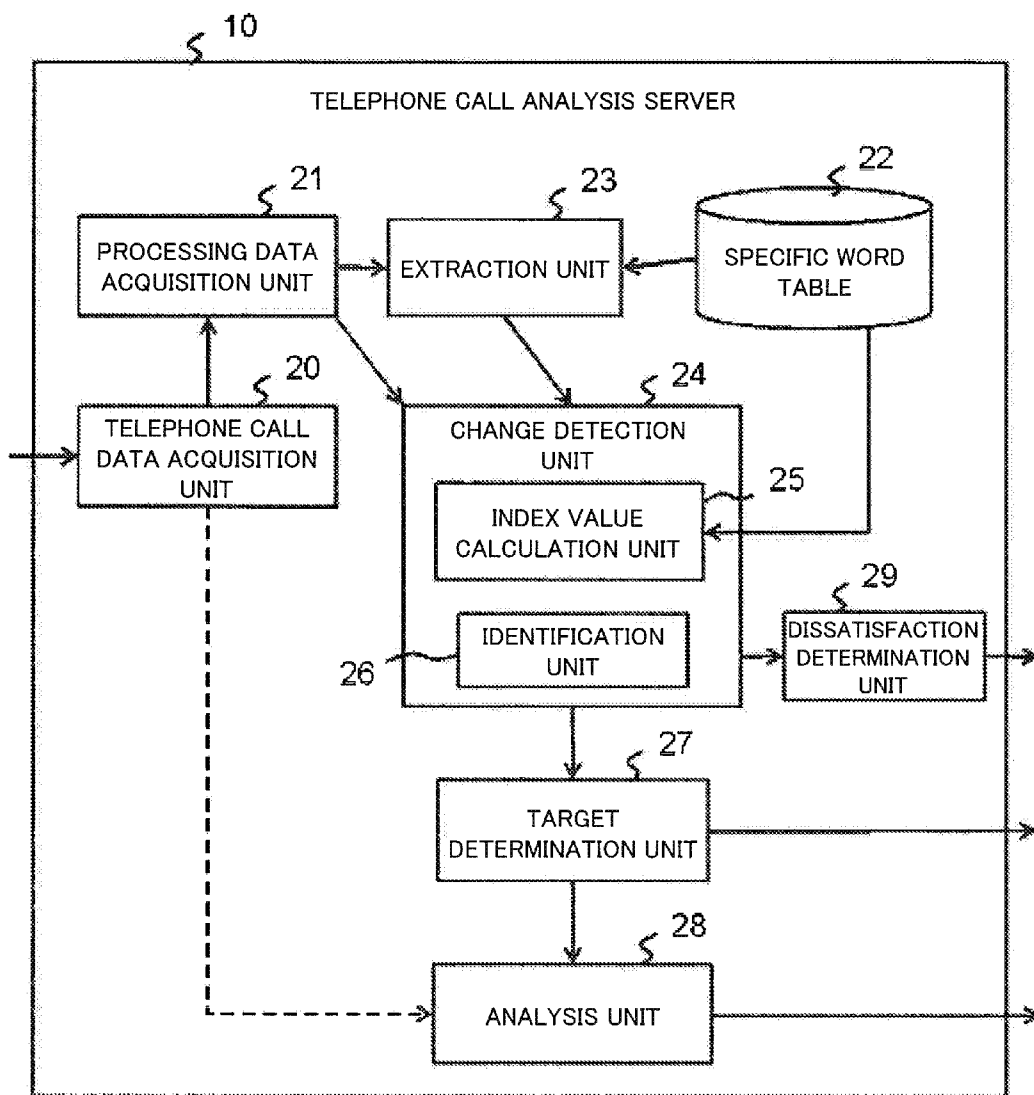 10
TELEPHONE CALL ANALYSIS SERVER
21
PROCESSING DATA
ACQUISITION UNIT
23
EXTRACTION UNIT
22
SPECIFIC WORD
TABLE
20
TELEPHONE CALL
DATA ACQUISITION
UNIT
24
CHANGE DETECTION
UNIT
25
INDEX VALUE
CALCULATION UNIT
26
IDENTIFICATION
UNIT
29
DISSATISFACTION
DETERMINATION
UNIT
27
TARGET
DETERMINATION UNIT
28
ANALYSIS UNIT